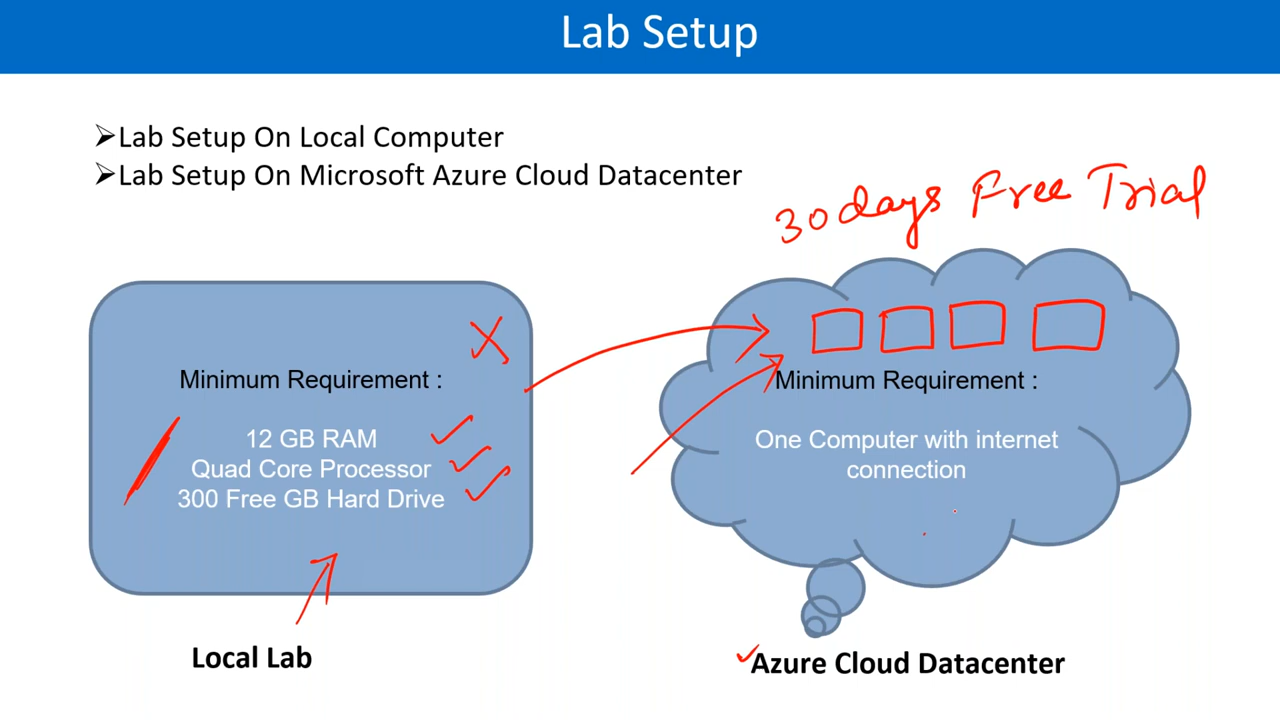 Lab Setup
➢Lab Setup On Local Computer
➢Lab Setup On Microsoft Azure Cloud Datacenter
30 days Free Trial
Minimum Requirement :
12 GB RAM
Quad Core Processor
300 Free GB Hard Drive
Local Lab
Minimum Requirement :
One Computer with internet
connection
Azure Cloud Datacenter